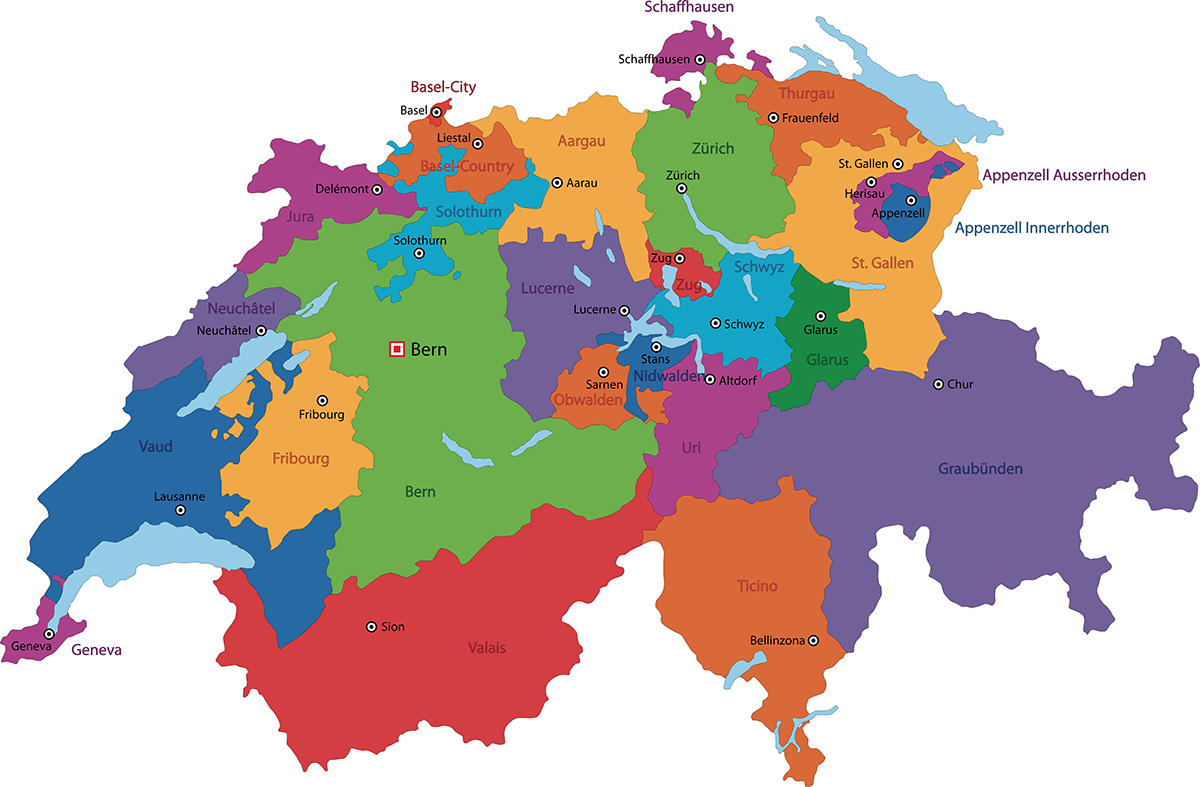 Schaffhausen
Schaffhausen
Basel-City
Basel
Thurgau
Frauenfeld
Liestal
Aargau
Zürich
Basel-Country
St. Gallen
Appenzell Ausserrhoden
Zürich
Aarau
Delémont
Herisau
Jura
Solothurn
Appenzell
Appenzell Innerrhoden
Solothurn
Zug
St. Gallen
Schwyz
Zug
Lucerne
Neuchâtel
Lucerne
Neuchâtel
Schwyz
Glarus
Bern
Stans
Glarus
Nidwalden
Altdorf
Sarnen
Chur
Obwalden
Fribourg
Vaud
Uri
Fribourg
Graubünden
Bern
Lausanne
Ticino
Sion
Bellinzona
Geneva
Geneva
Valais